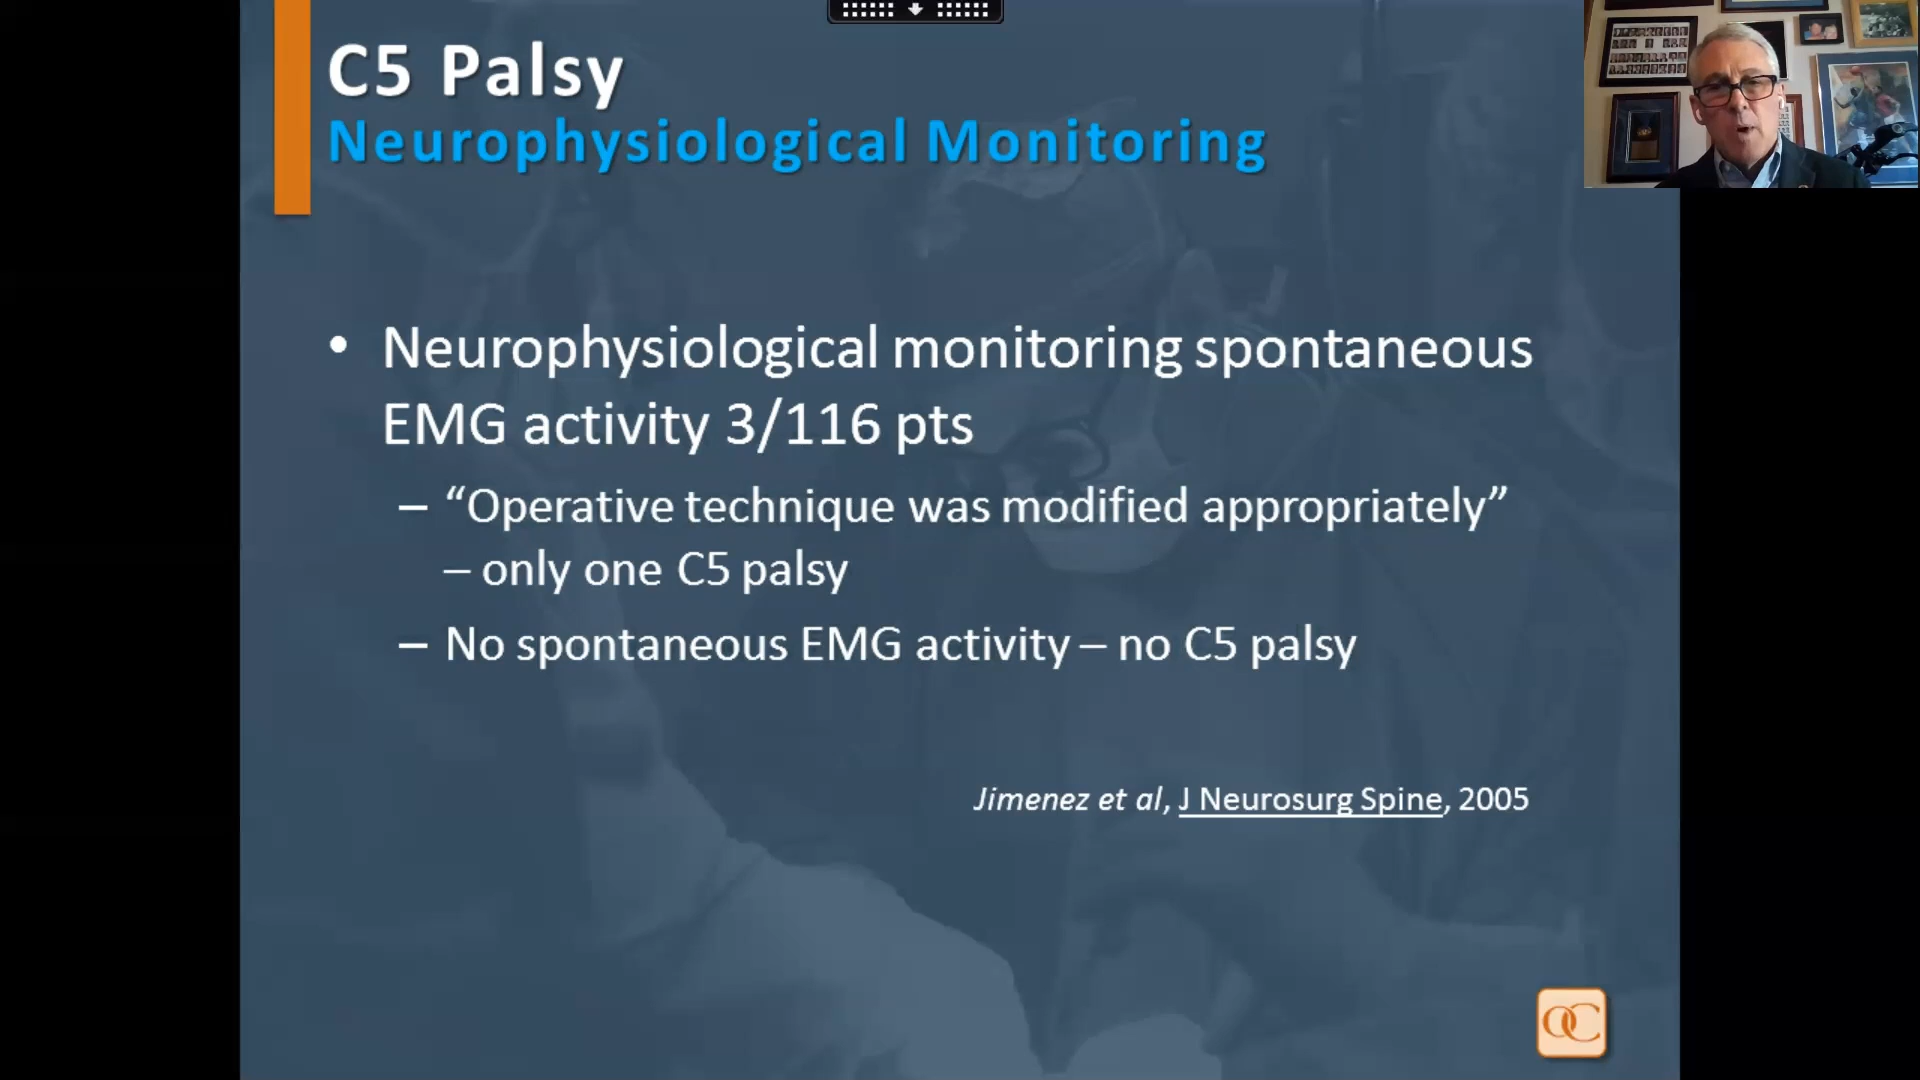 C5 Palsy
Neurophysiological Monitoring
• Neurophysiological monitoring spontaneous
EMG activity 3/116 pts
– “Operative technique was modified appropriately”
– only one C5 palsy
– No spontaneous EMG activity – no C5 palsy
Jimenez et al, J Neurosurg Spine, 2005
OC